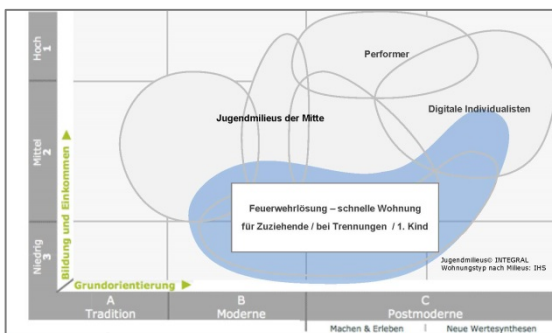 Hoch
1
Mittel
2
Niedrig
3
Bildung und Einkommen
Performer
Digitale Individualisten
Jugendmilieus der Mitte
Feuerwehrlösung – schnelle Wohnung
für Zuziehende / bei Trennungen / 1. Kind
Jugendmilieus© INTEGRAL
Wohnungstyp nach Milieus: IHS
Grundorientierung
A
Tradition
B
Moderne
C
Postmoderne
Machen & Erleben
Neue Wertesynthesen